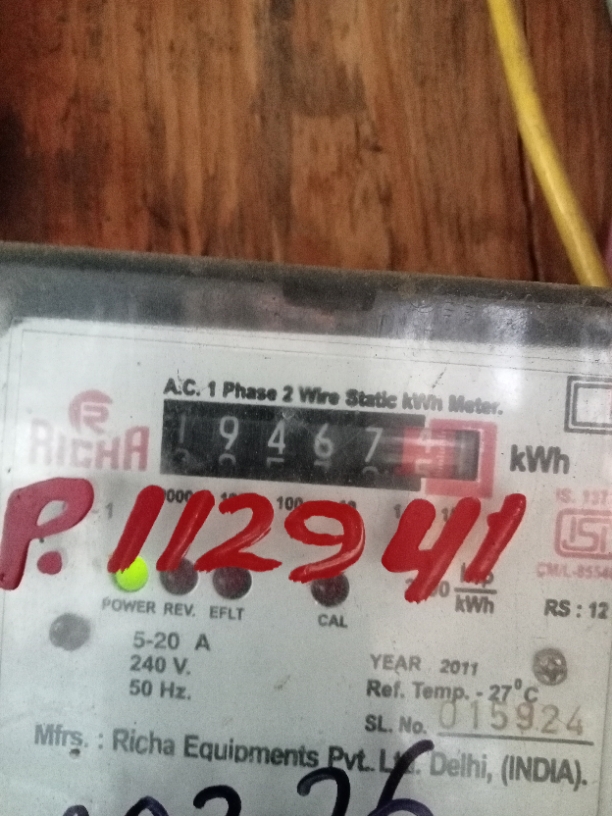 A.C. 1 Phase 2 Wire Static kWh Meter.
RICHA 1 9 4 6 7 kWh
100
P. 112941
POWER REV. EFLT CAL kWh RS : 12
5-20 A
240 V.
50 Hz.
YEAR 2011
Ref. Temp. - 27°C
SL. No. 015924
Mfrs. : Richa Equipments Pvt. Ltd. Delhi, (INDIA).